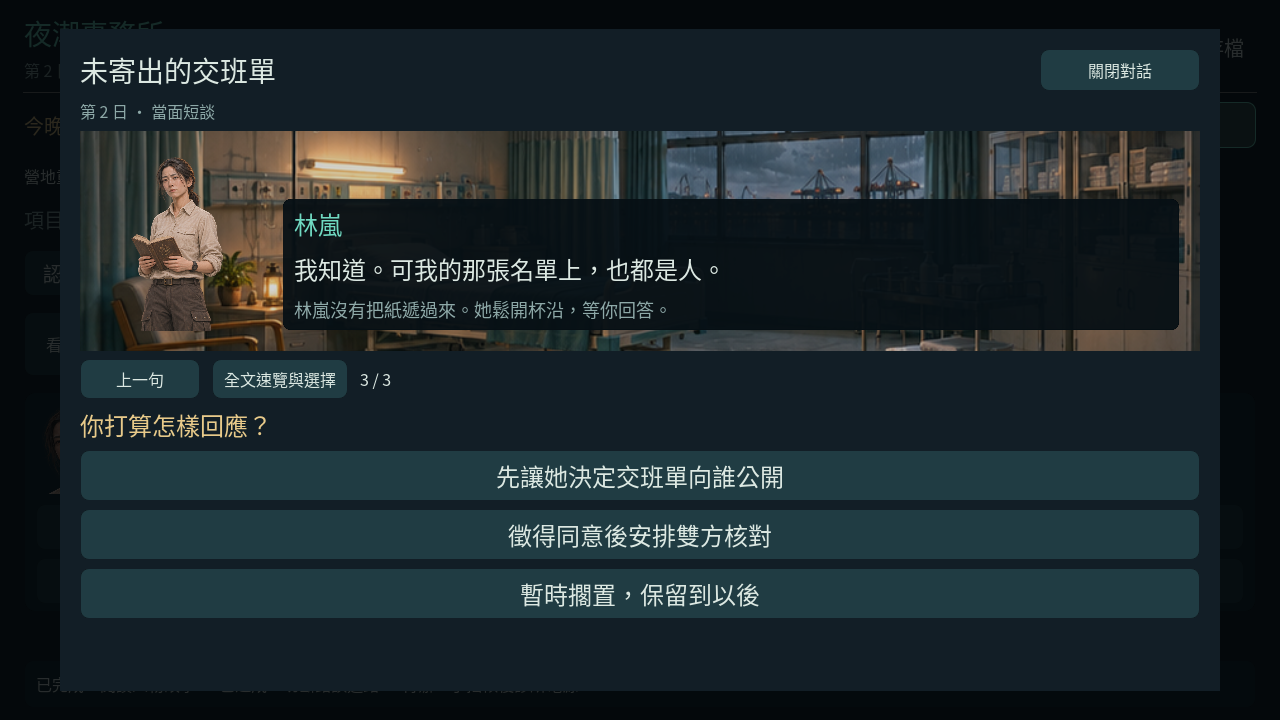 未寄出的交班單
關閉對話
第 2 日 · 當面短談
林嵐
我知道。可我的那張名單上，也都是人。
林嵐沒有把紙遞過來。她鬆開杯沿，等你回答。
上一句
全文速覽與選擇
3 / 3
你打算怎樣回應？
先讓她決定交班單向誰公開
徵得同意後安排雙方核對
暫時擱置，保留到以後